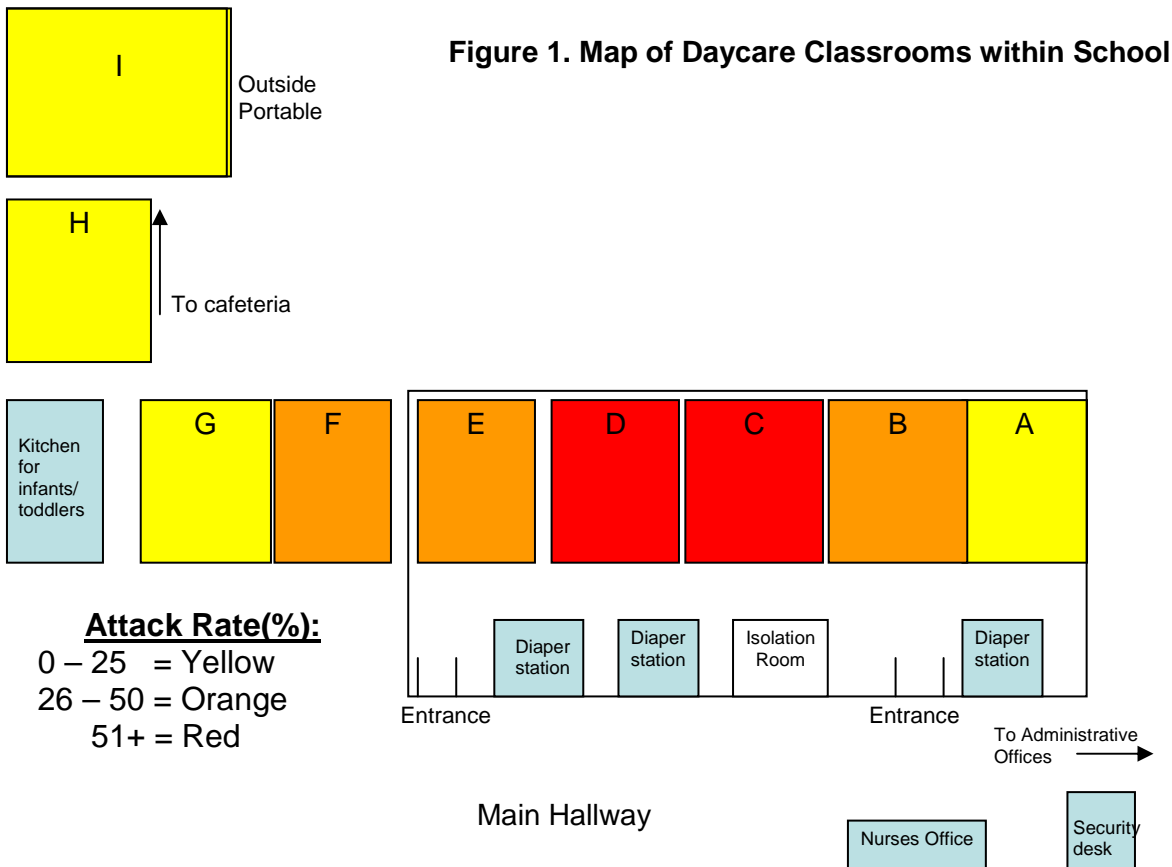 Figure 1. Map of Daycare Classrooms within School
I
Outside
Portable
H
To cafeteria
Kitchen
for
infants/
toddlers
G
F
E
D
C
B
A
Attack Rate(%):
0 – 25 = Yellow
26 – 50 = Orange
51+ = Red
Diaper
station
Diaper
station
Isolation
Room
Diaper
station
Entrance
Entrance
To Administrative
Offices
Main Hallway
Nurses Office
Security
desk